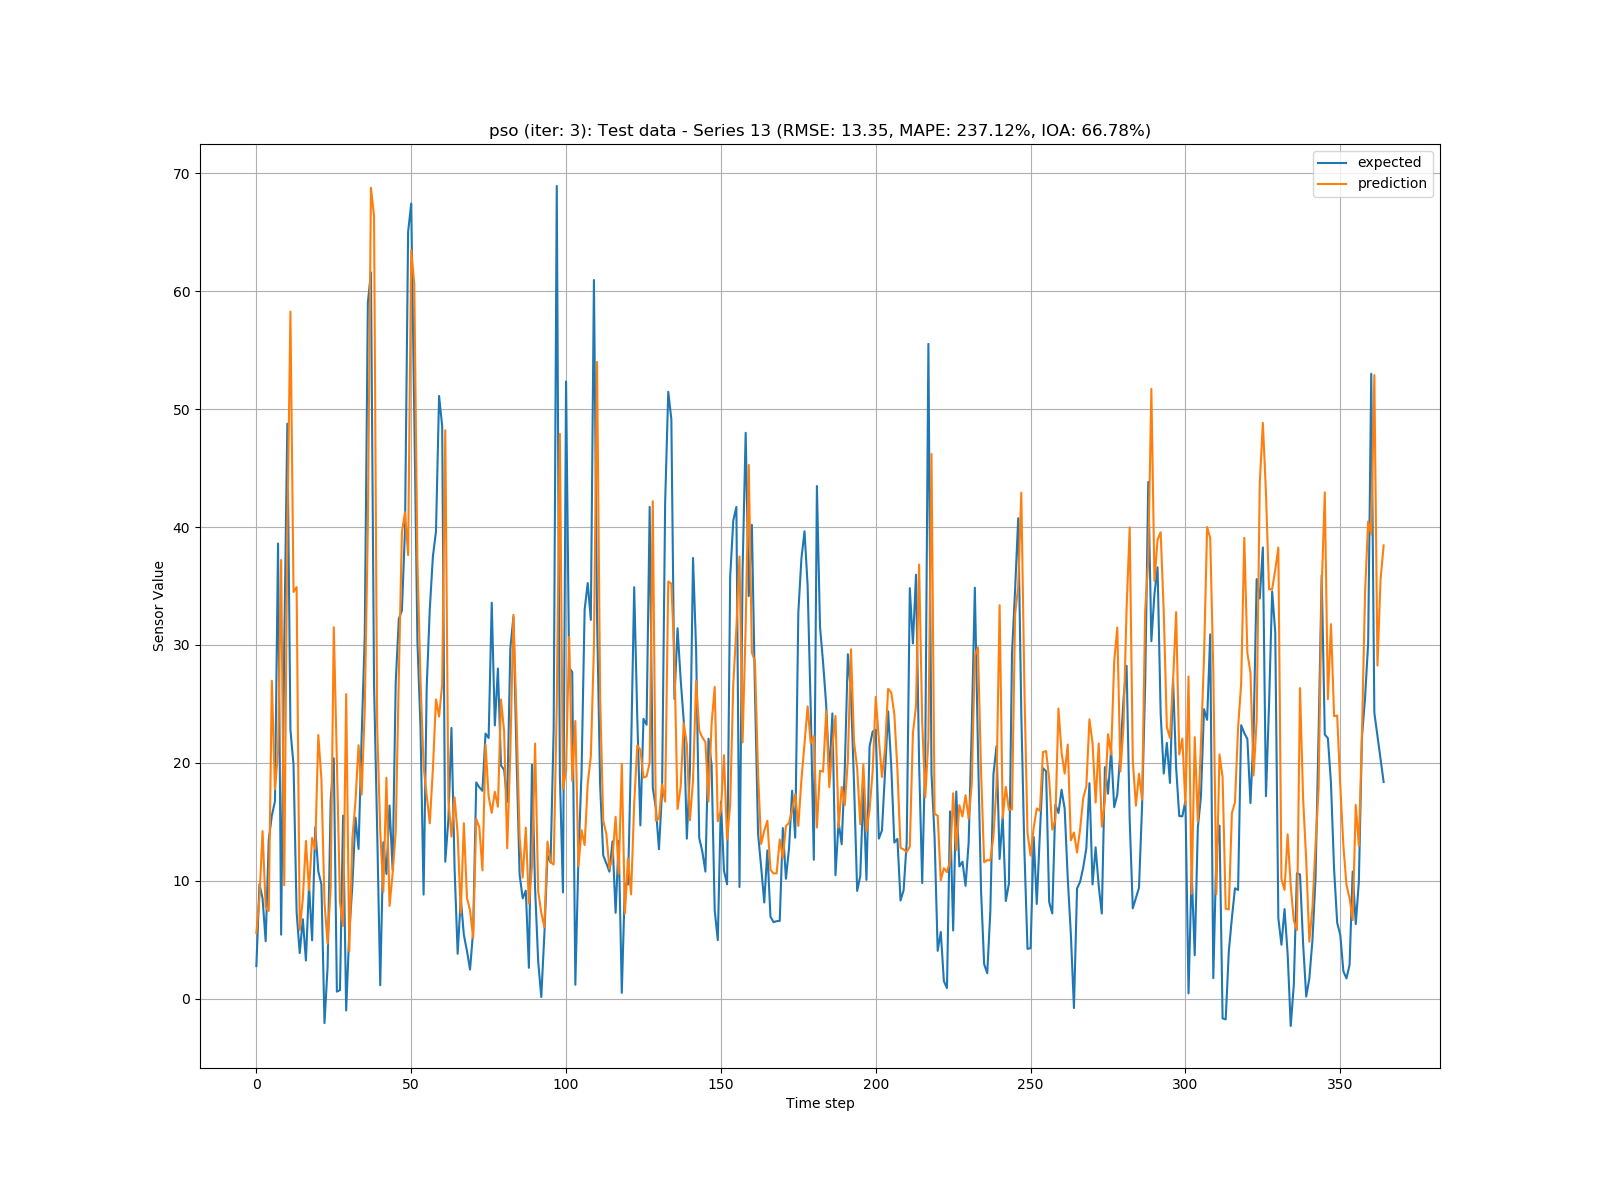 pso (iter: 3): Test data - Series 13 (RMSE: 13.35, MAPE: 237.12%, IOA: 66.78%)
expected
prediction
70
60
50
40
30
20
10
0
Sensor Value
0 50 100 150 200 250 300 350
Time step